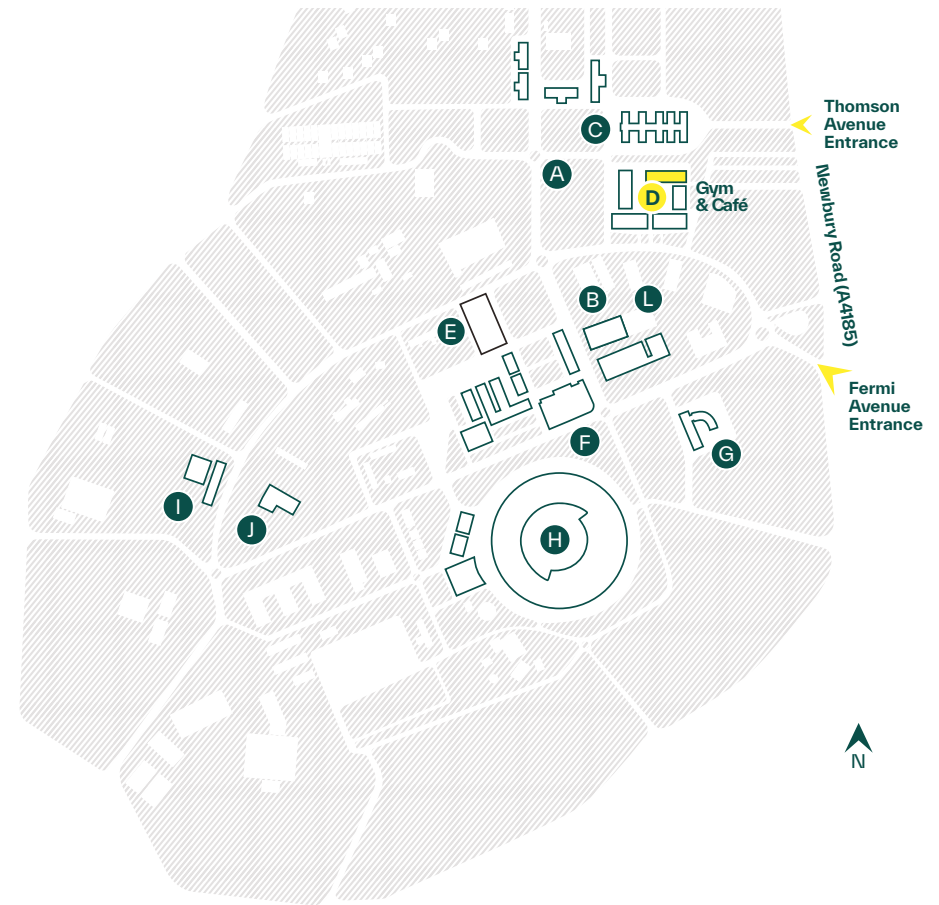 Thomson
Avenue
Entrance
C
A
Newbury Road (A4185)
D
Gym
& Café
B
L
E
Fermi
Avenue
Entrance
F
G
I
J
H
N